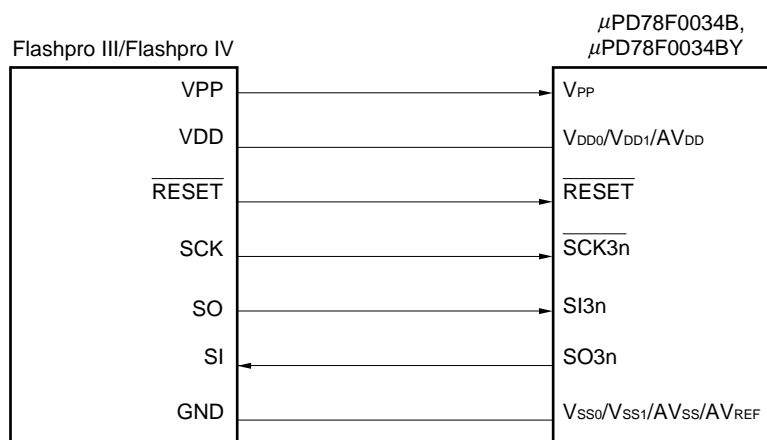 Flashpro III/Flashpro IV
μPD78F0034B,
μPD78F0034BY
VPP
VPP
VDD
VDD0/VDD1/AVDD
RESET
RESET
SCK
SCK3n
SO
SI3n
SI
SO3n
GND
VSS0/VSS1/AVSS/AVREF